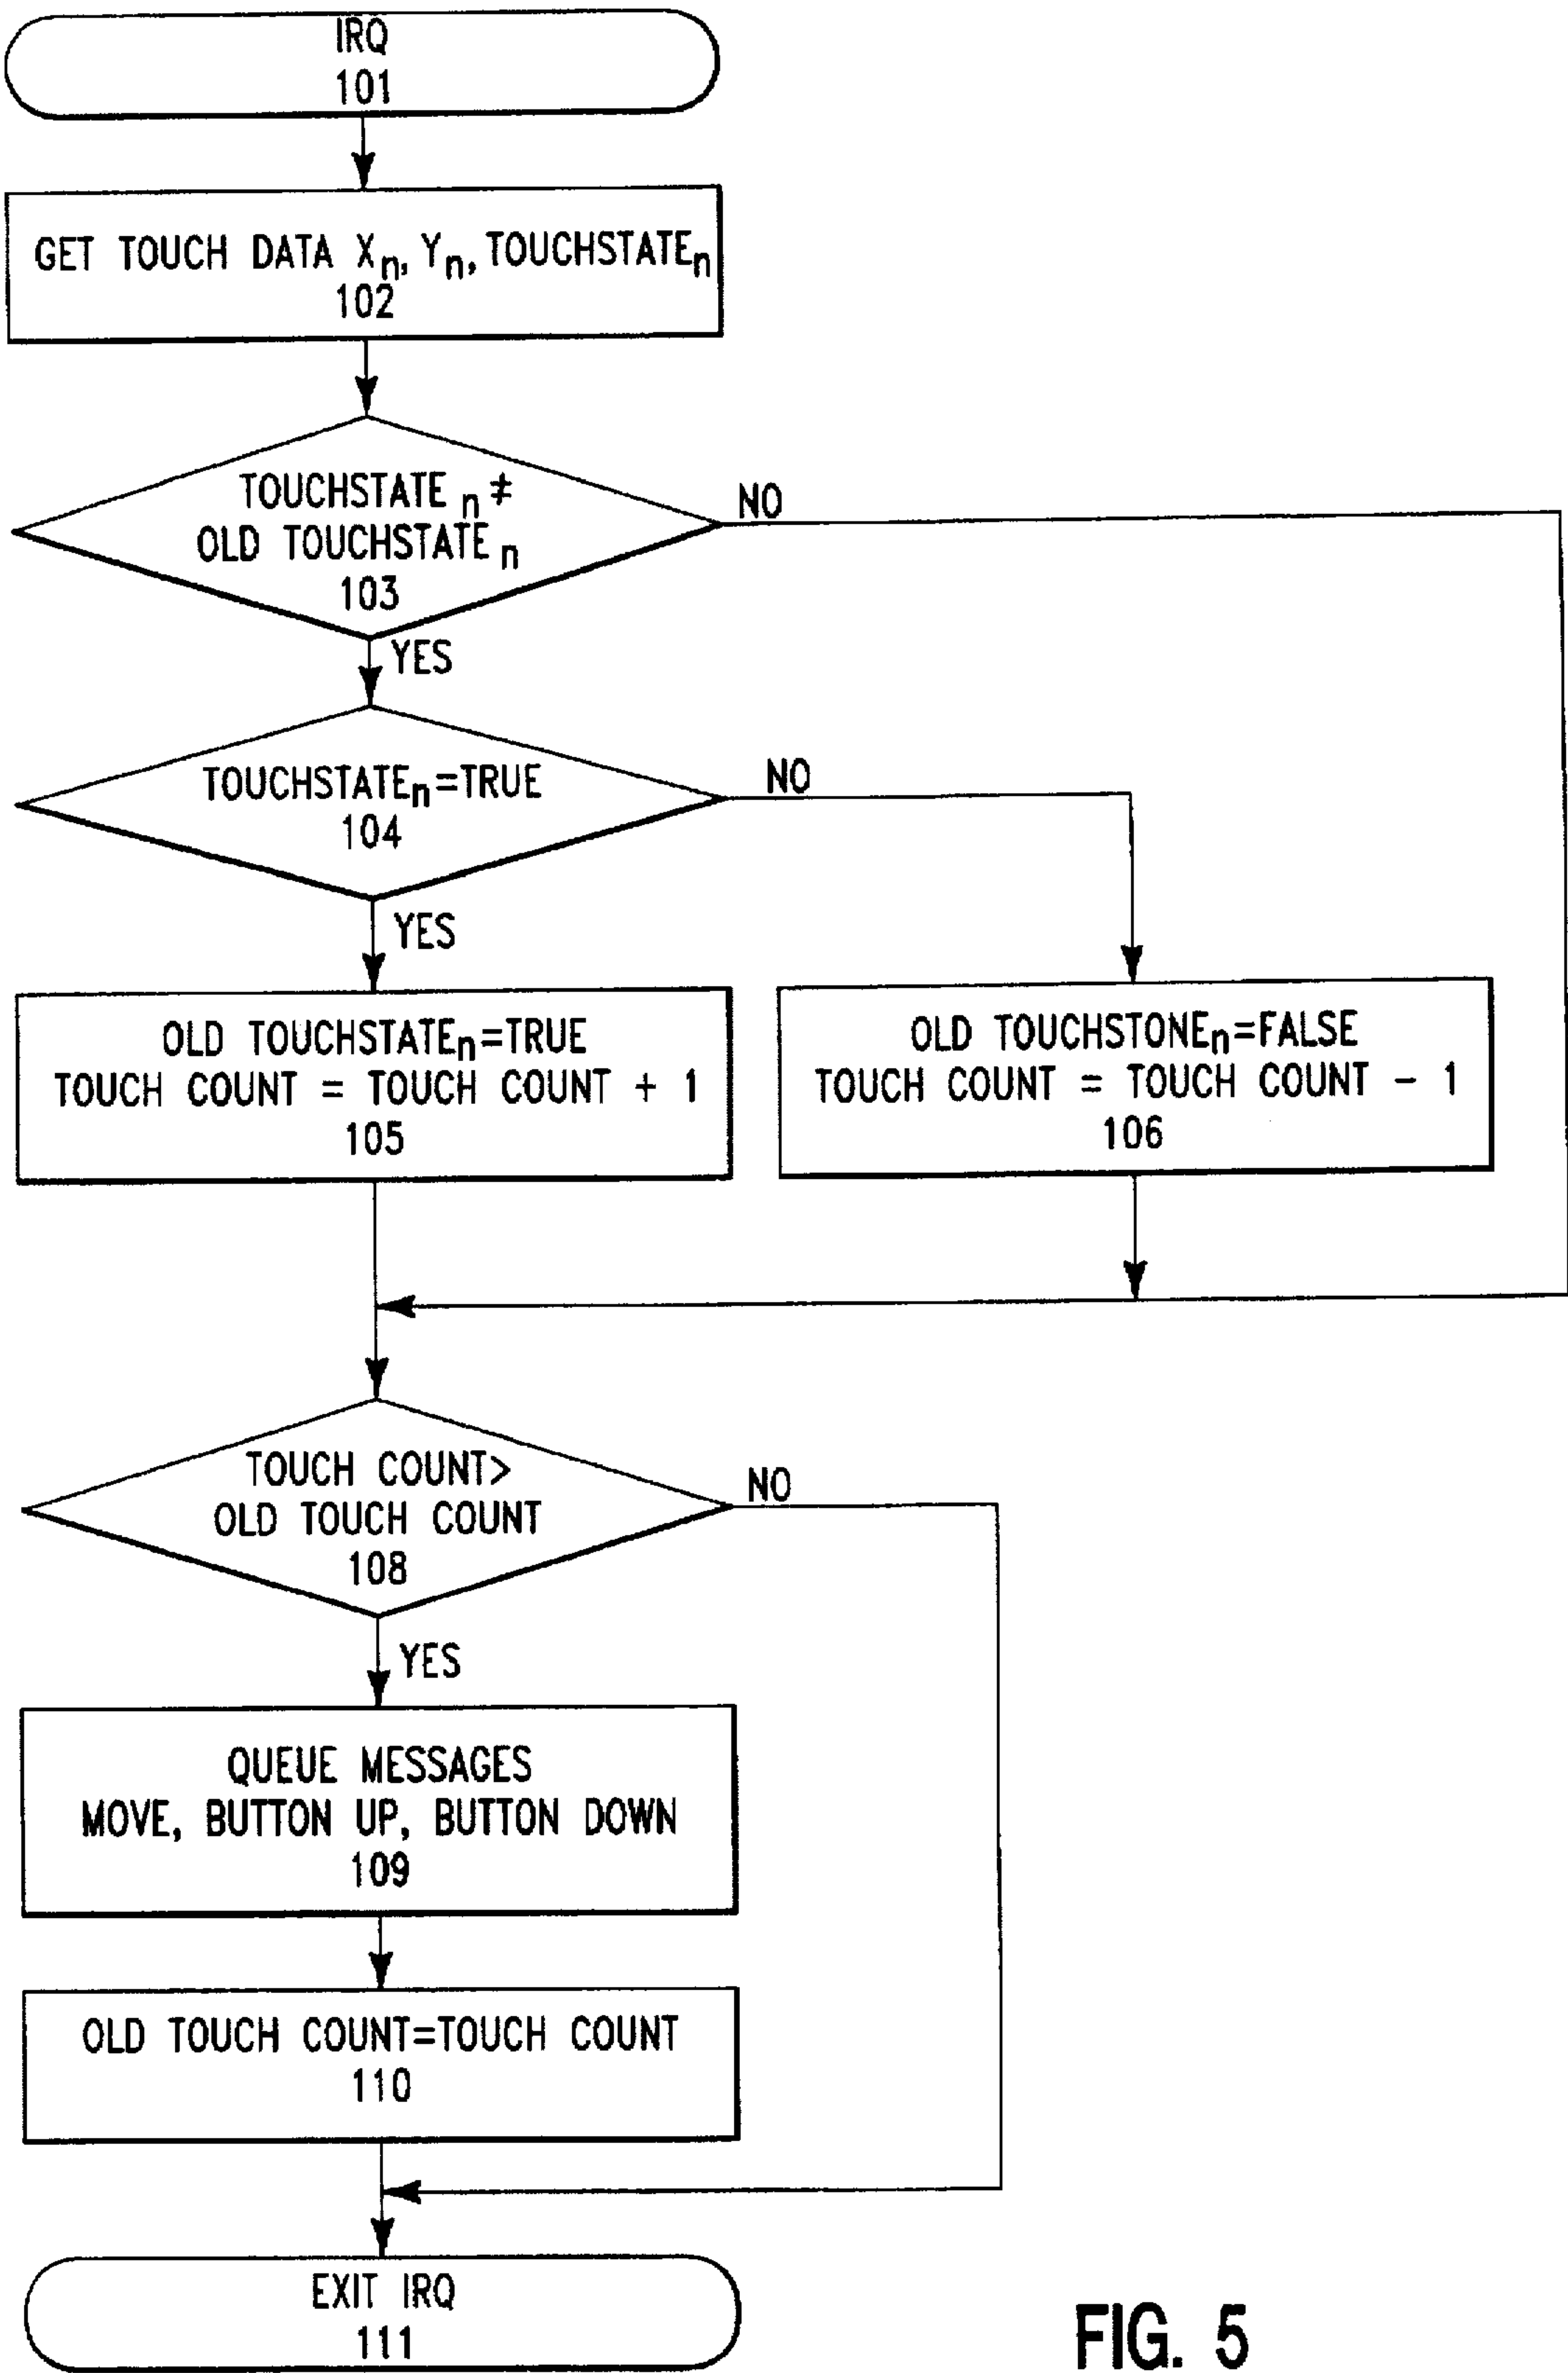 IRQ
101
GET TOUCH DATA Xn, Yn, TOUCHSTATEn
102
TOUCHSTATE n ≠
OLD TOUCHSTATE n
103
NO
YES
TOUCHSTATEn=TRUE
104
NO
YES
OLD TOUCHSTATEn=TRUE
TOUCH COUNT = TOUCH COUNT + 1
105
OLD TOUCHSTONEn=FALSE
TOUCH COUNT = TOUCH COUNT - 1
106
TOUCH COUNT>
OLD TOUCH COUNT
108
NO
YES
QUEUE MESSAGES
MOVE, BUTTON UP, BUTTON DOWN
109
OLD TOUCH COUNT=TOUCH COUNT
110
EXIT IRQ
111
FIG. 5